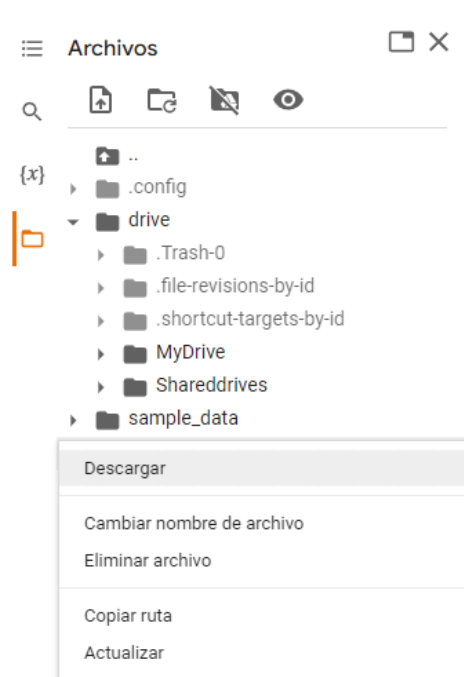 Archivos
{x}
..
.config
drive
.Trash-0
.file-revisions-by-id
.shortcut-targets-by-id
MyDrive
Shareddrives
sample_data
Descargar
Cambiar nombre de archivo
Eliminar archivo
Copiar ruta
Actualizar